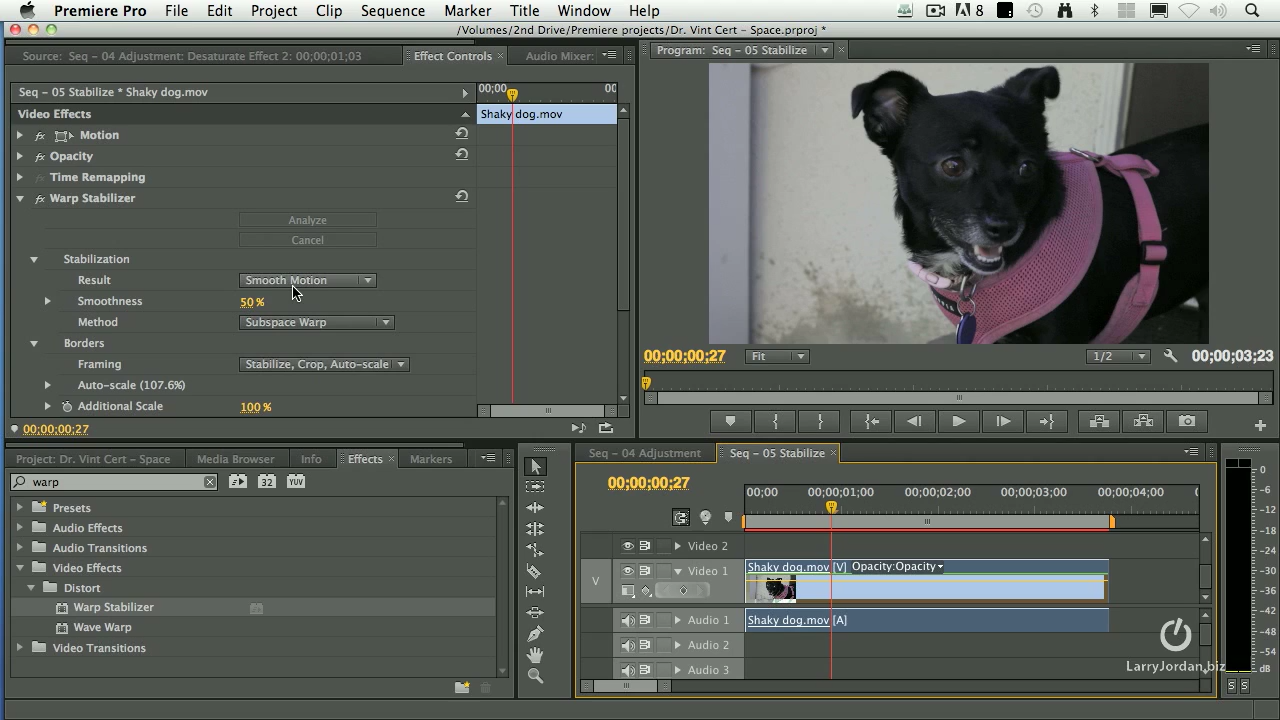 Premiere Pro File Edit Project Clip Sequence Marker Title Window Help 8
/Volumes/2nd Drive/Premiere projects/Dr. Vint Cert – Space.prproj *
Source: Seq – 04 Adjustment: Desaturate Effect 2: 00;00;01;03 Effect Controls Audio Mixer:
Program: Seq – 05 Stabilize
Seq – 05 Stabilize * Shaky dog.mov
00;00 00
Video Effects
Shaky dog.mov
fx Motion
fx Opacity
fx Time Remapping
fx Warp Stabilizer
Analyze
Cancel
Stabilization
Result Smooth Motion
Smoothness 50 %
Method Subspace Warp
Borders
Framing Stabilize, Crop, Auto-scale
Auto-scale (107.6%)
Additional Scale 100 %
00;00;00;27
00;00;00;27 Fit 1/2 00;00;03;23
Project: Dr. Vint Cert – Space Media Browser Info Effects Markers
warp
32 YUV
Presets
Audio Effects
Audio Transitions
Video Effects
Distort
Warp Stabilizer
Wave Warp
Video Transitions
Seq – 04 Adjustment Seq – 05 Stabilize
00;00;00;27
00;00 00;00;01;00 00;00;02;00 00;00;03;00 00;00;04;00
Video 2
V Video 1
Shaky dog.mov [V] Opacity:Opacity
Audio 1 Shaky dog.mov [A]
Audio 2
Audio 3
0
-6
-12
-18
-24
-30
-36
-42
-48
-54
dB
S S
LarryJordan.biz